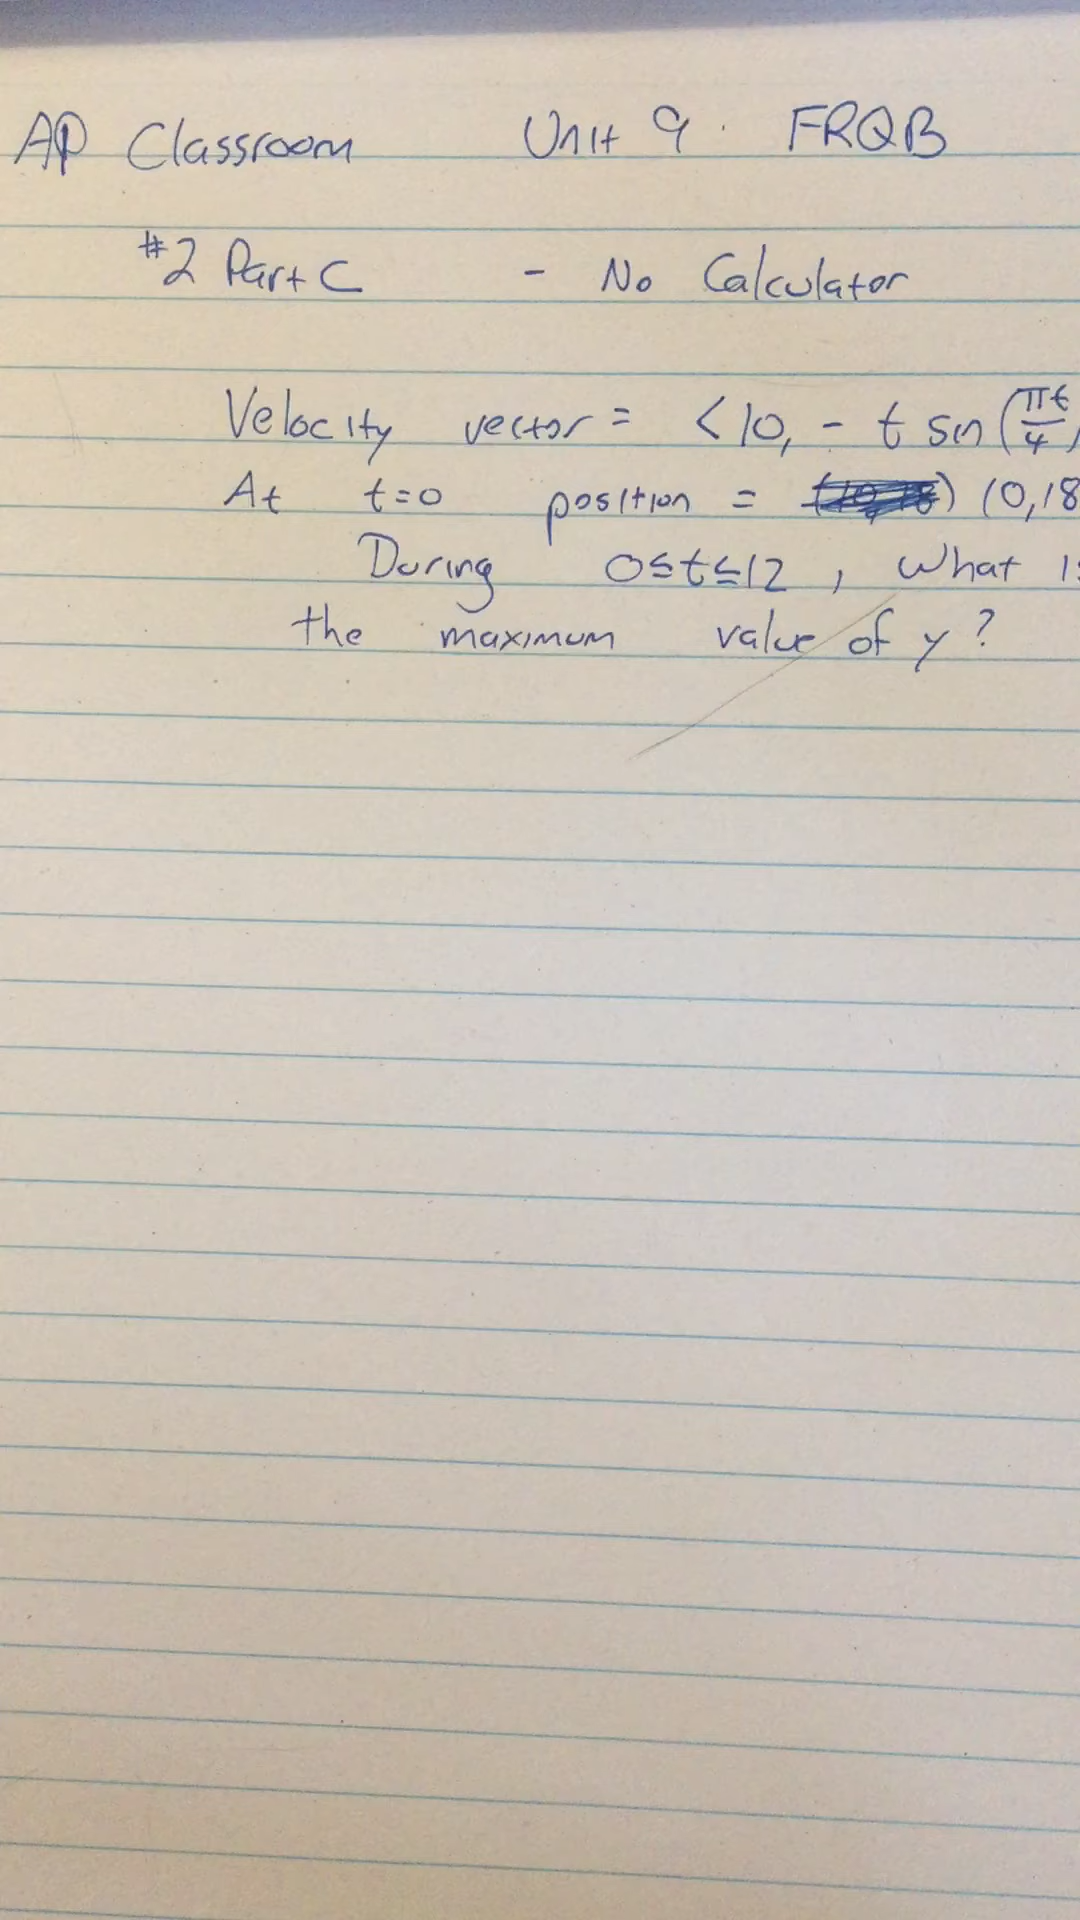 AP Classroom Unit 9. FRQB
#2 Part C - No Calculator
Velocity vector = <10, - t sin(πt/4)
At t=0 position = (0,18
During 0≤t≤12, what is
the maximum value of y?